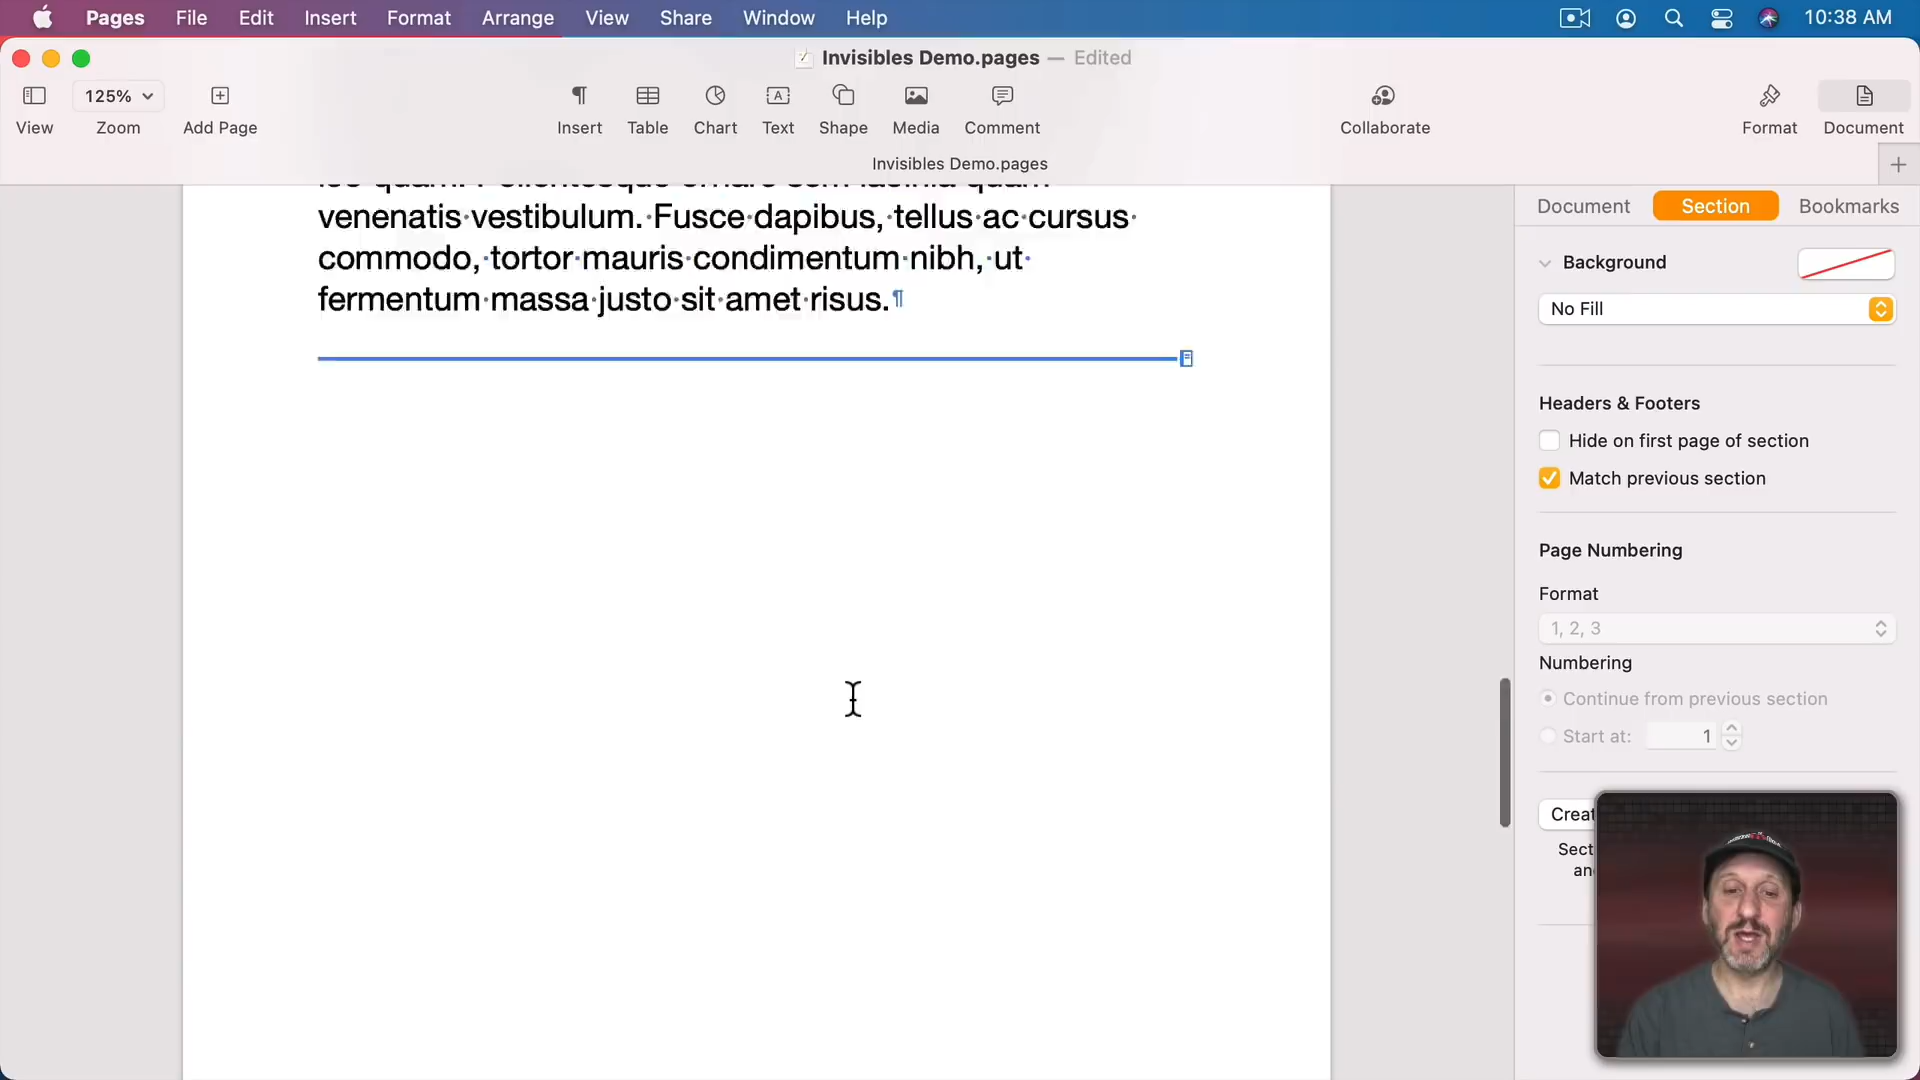 Pages File Edit Insert Format Arrange View Share Window Help 10:38 AM
Invisibles Demo.pages — Edited
125%
View Zoom Add Page Insert Table Chart Text Shape Media Comment Collaborate Format Document
Invisibles Demo.pages
venenatis·vestibulum.·Fusce·dapibus,·tellus·ac·cursus·
commodo,·tortor·mauris·condimentum·nibh,·ut·
fermentum·massa·justo·sit·amet·risus.¶
Document Section Bookmarks
Background
No Fill
Headers & Footers
Hide on first page of section
Match previous section
Page Numbering
Format
1, 2, 3
Numbering
Continue from previous section
Start at: 1
Creat
Sect
an